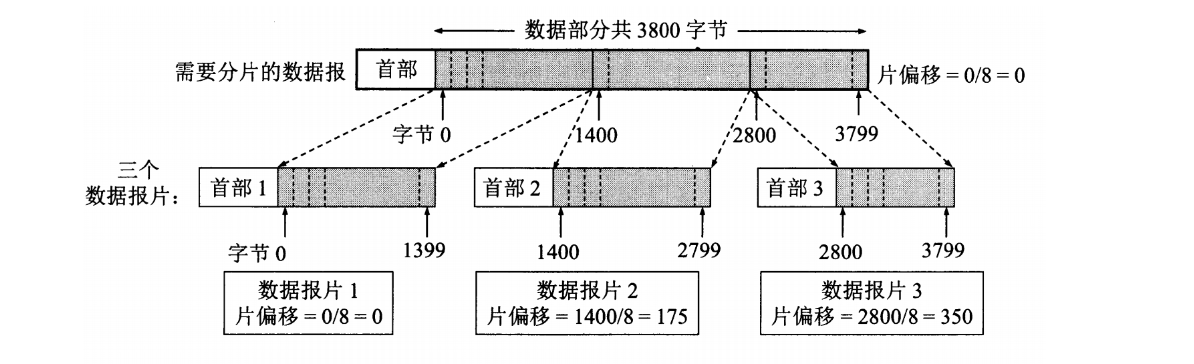 数据部分共 3800 字节
需要分片的数据报
首部
片偏移 = 0/8 = 0
字节 0
1400
2800
3799
三个
数据报片：
首部 1
首部 2
首部 3
字节 0
1399
1400
2799
2800
3799
数据报片 1
片偏移 = 0/8 = 0
数据报片 2
片偏移 = 1400/8 = 175
数据报片 3
片偏移 = 2800/8 = 350